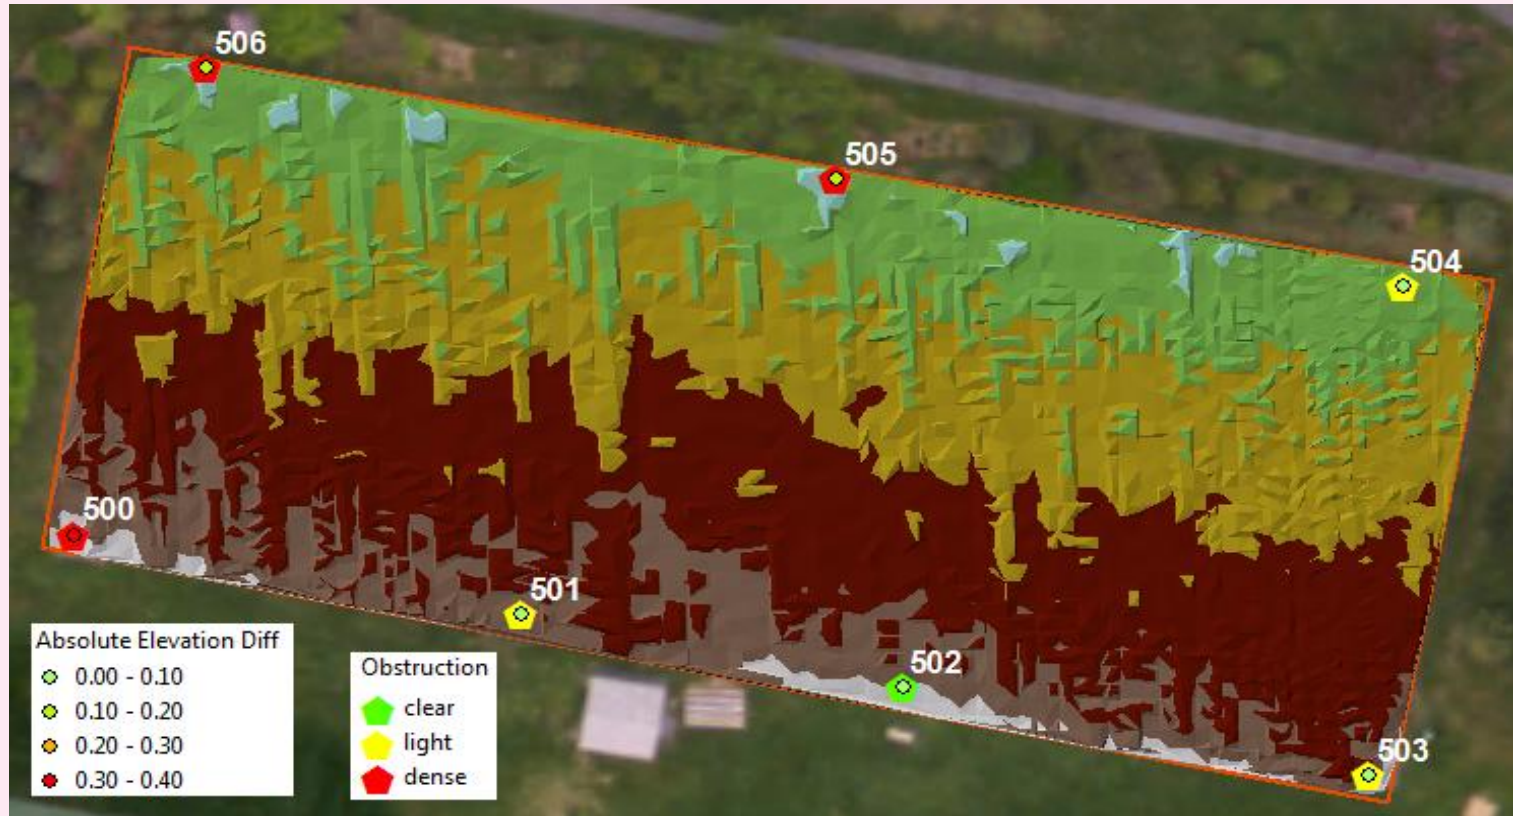 506
505
504
500
501
502
503
Absolute Elevation Diff
0.00 - 0.10
0.10 - 0.20
0.20 - 0.30
0.30 - 0.40
Obstruction
clear
light
dense